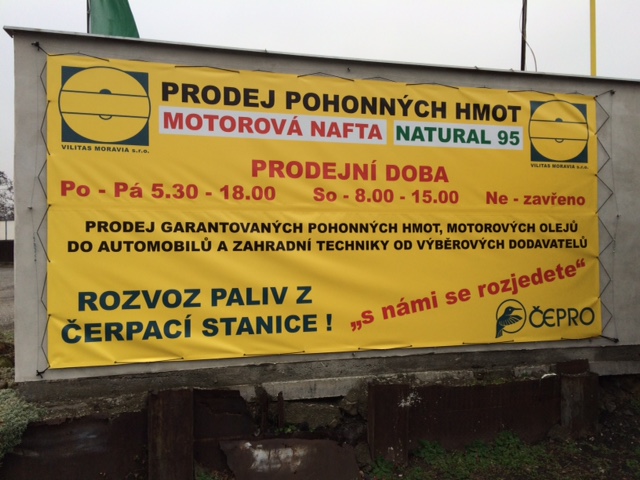 PRODEJ POHONNÝCH HMOT
MOTOROVÁ NAFTA NATURAL 95
VILITAS MORAVIA s.r.o.
VILITAS MORAVIA s.r.o.
PRODEJNÍ DOBA
Po - Pá 5.30 - 18.00 So - 8.00 - 15.00 Ne - zavřeno
PRODEJ GARANTOVANÝCH POHONNÝCH HMOT, MOTOROVÝCH OLEJŮ
DO AUTOMOBILŮ A ZAHRADNÍ TECHNIKY OD VÝBĚROVÝCH DODAVATELŮ
ROZVOZ PALIV Z
ČERPACÍ STANICE !
„s námi se rozjedete“
ČEPRO